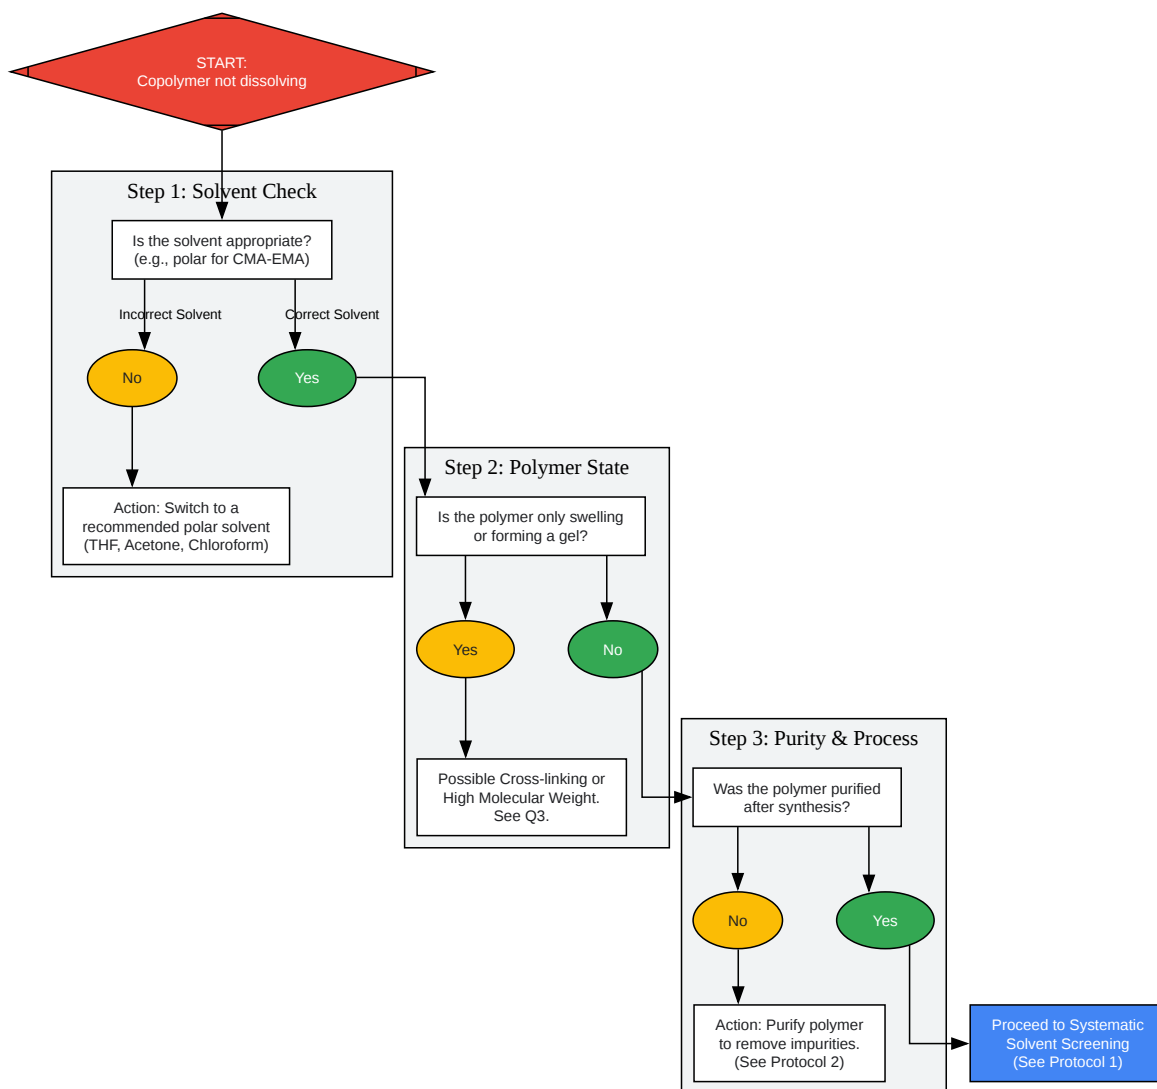 START:
Copolymer not dissolving
Step 1: Solvent Check
Is the solvent appropriate?
(e.g., polar for CMA-EMA)
Incorrect Solvent
Correct Solvent
No
Yes
Action: Switch to a
recommended polar solvent
(THF, Acetone, Chloroform)
Step 2: Polymer State
Is the polymer only swelling
or forming a gel?
Yes
No
Possible Cross-linking or
High Molecular Weight.
See Q3.
Step 3: Purity & Process
Was the polymer purified
after synthesis?
No
Yes
Action: Purify polymer
to remove impurities.
(See Protocol 2)
Proceed to Systematic
Solvent Screening
(See Protocol 1)